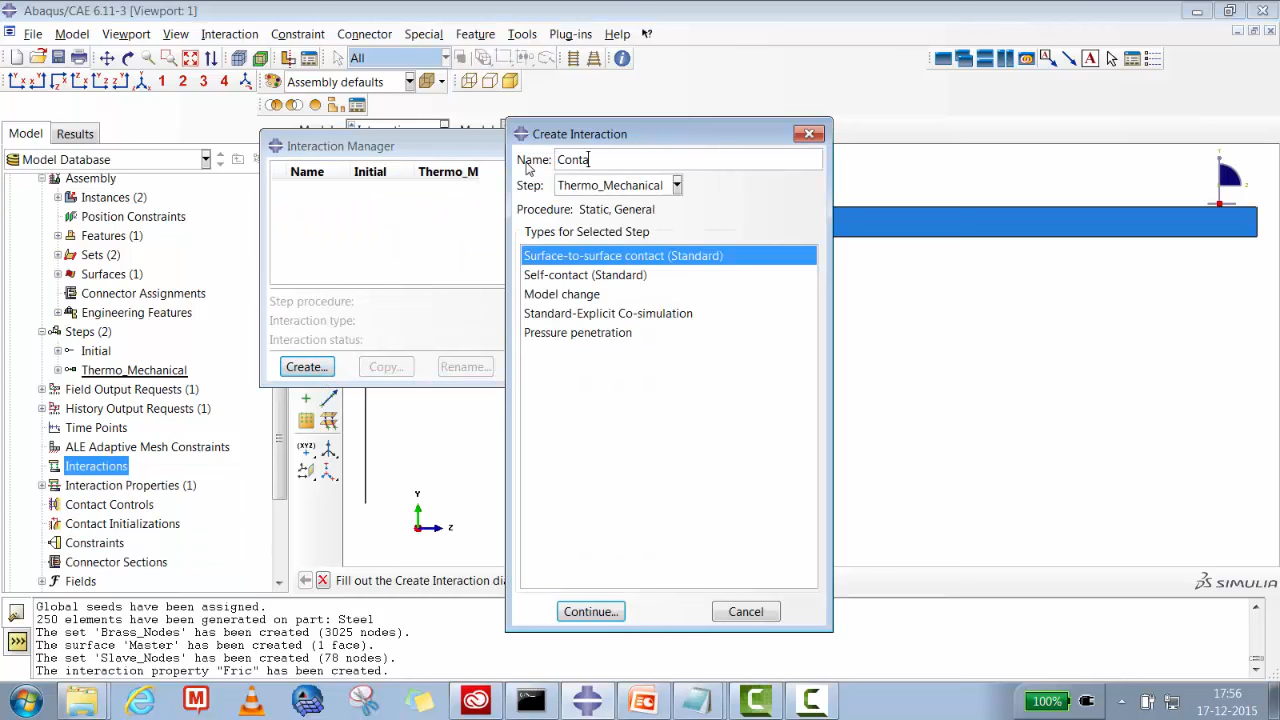 Abaqus/CAE 6.11-3 [Viewport: 1]
File Model Viewport View Interaction Constraint Connector Special Feature Tools Plug-ins Help
All
1 2 3 4 Assembly defaults
Model Results
Model Database
Assembly
Instances (2)
Position Constraints
Features (1)
Sets (2)
Surfaces (1)
Connector Assignments
Engineering Features
Steps (2)
Initial
Thermo_Mechanical
Field Output Requests (1)
History Output Requests (1)
Time Points
ALE Adaptive Mesh Constraints
Interactions
Interaction Properties (1)
Contact Controls
Contact Initializations
Constraints
Connector Sections
Fields
Interaction Manager
Name Initial Thermo_M
Step procedure:
Interaction type:
Interaction status:
Create... Copy... Rename...
Create Interaction
Name: Conta
Step: Thermo_Mechanical
Procedure: Static, General
Types for Selected Step
Surface-to-surface contact (Standard)
Self-contact (Standard)
Model change
Standard-Explicit Co-simulation
Pressure penetration
Continue... Cancel
Y
Z
Fill out the Create Interaction di
SIMULIA
Global seeds have been assigned.
250 elements have been generated on part: Steel
The set 'Brass_Nodes' has been created (3025 nodes).
The surface 'Master' has been created (1 face).
The set 'Slave_Nodes' has been created (78 nodes).
The interaction property "Fric" has been created.
100%
17:56
17-12-2015